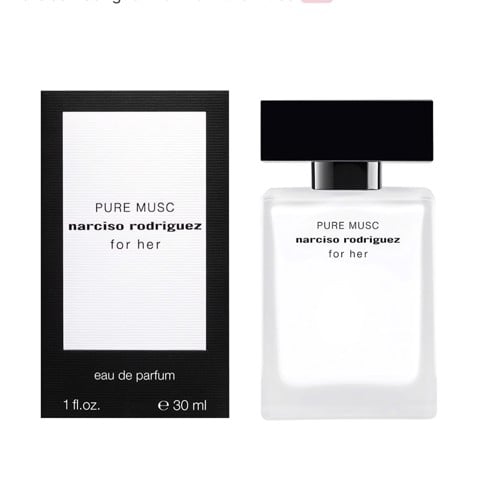 PURE MUSC
narciso rodriguez
for her
eau de parfum
1 fl.oz. ℮ 30 ml
PURE MUSC
narciso rodriguez
for her